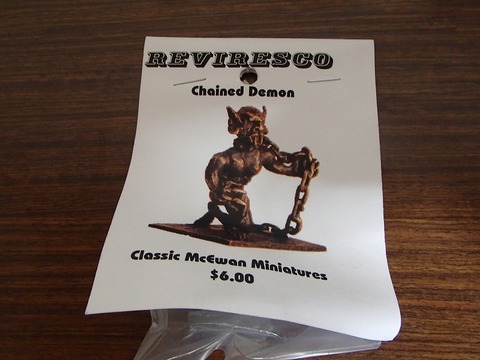 REVIRESCO
Chained Demon
Classic McEwan Miniatures
$6.00